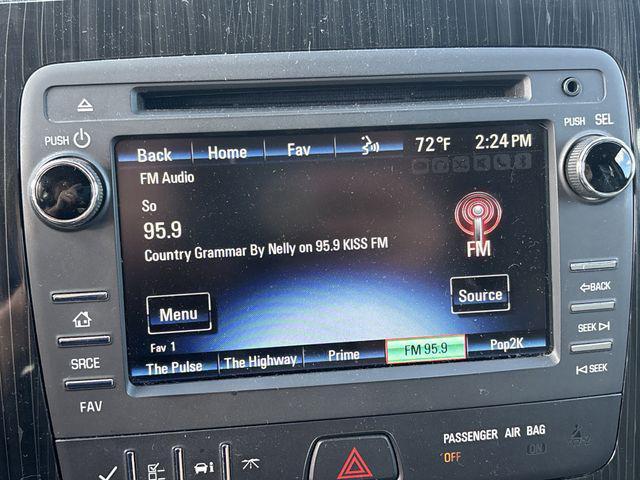 PUSH
PUSH SEL
Back Home Fav 72°F 2:24 PM
FM Audio
So
95.9
Country Grammar By Nelly on 95.9 KISS FM
FM
Menu
Source
Fav 1
The Pulse The Highway Prime FM 95.9 Pop2K
SRCE
FAV
BACK
SEEK
SEEK
PASSENGER AIR BAG
OFF ON